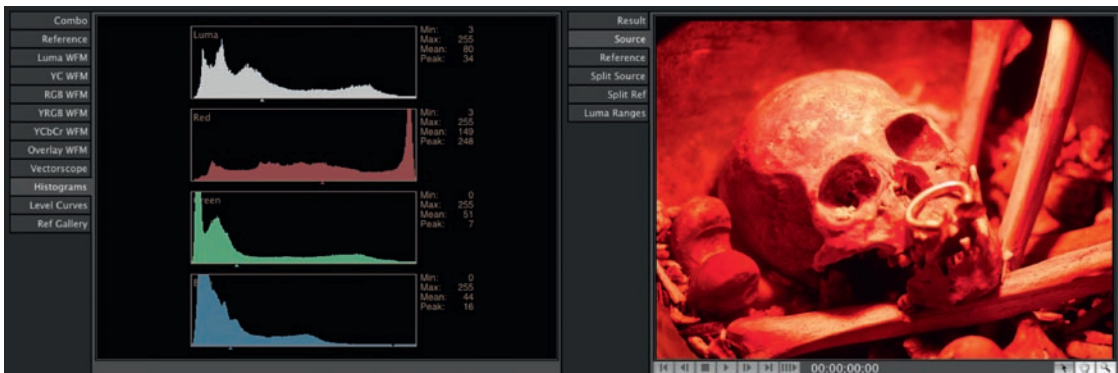 Combo
Reference
Luma WFM
YC WFM
RGB WFM
YRGB WFM
YCbCr WFM
Overlay WFM
Vectorscope
Histograms
Level Curves
Ref Gallery
Luma
Min: 3
Max: 255
Mean: 80
Peak: 34
Red
Min: 3
Max: 255
Mean: 149
Peak: 248
Green
Min: 0
Max: 255
Mean: 51
Peak: 7
Min: 0
Max: 255
Mean: 44
Peak: 16
Result
Source
Reference
Split Source
Split Ref
Luma Ranges
00:00:00:00